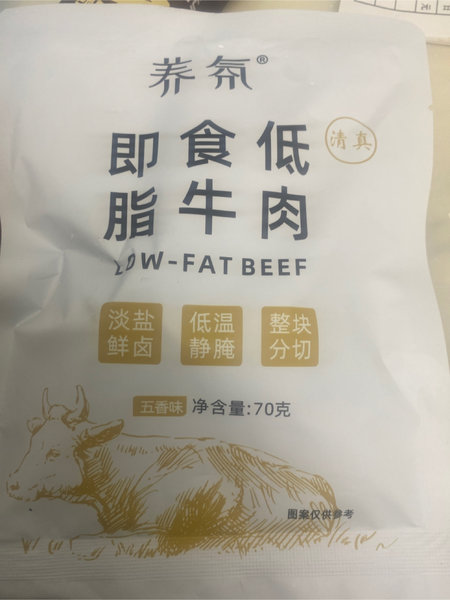 养氛®
即食低
脂牛肉
清真
LOW-FAT BEEF
淡盐
鲜卤
低温
静腌
整块
分切
五香味 净含量:70克
图案仅供参考